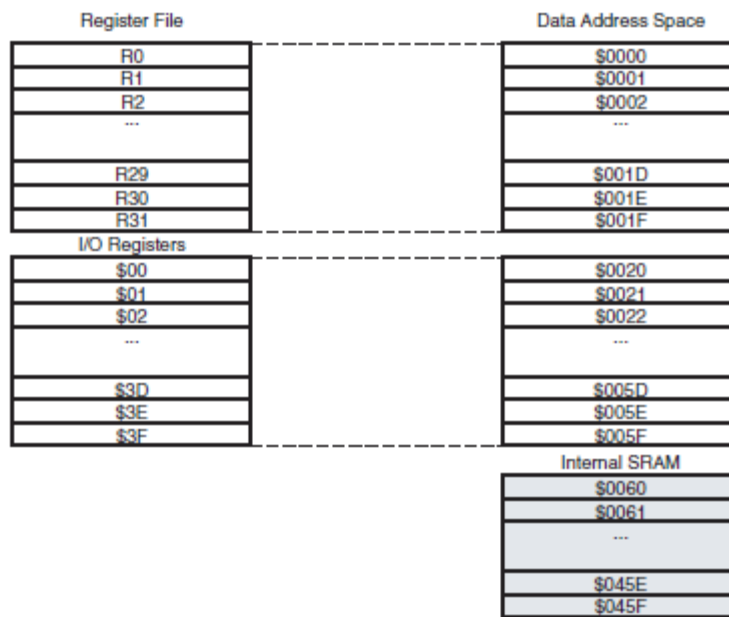 Register File Data Address Space
R0 $0000
R1 $0001
R2 $0002
... ...
R29 $001D
R30 $001E
R31 $001F
I/O Registers
$00 $0020
$01 $0021
$02 $0022
... ...
$3D $005D
$3E $005E
$3F $005F
Internal SRAM
$0060
$0061
...
$045E
$045F